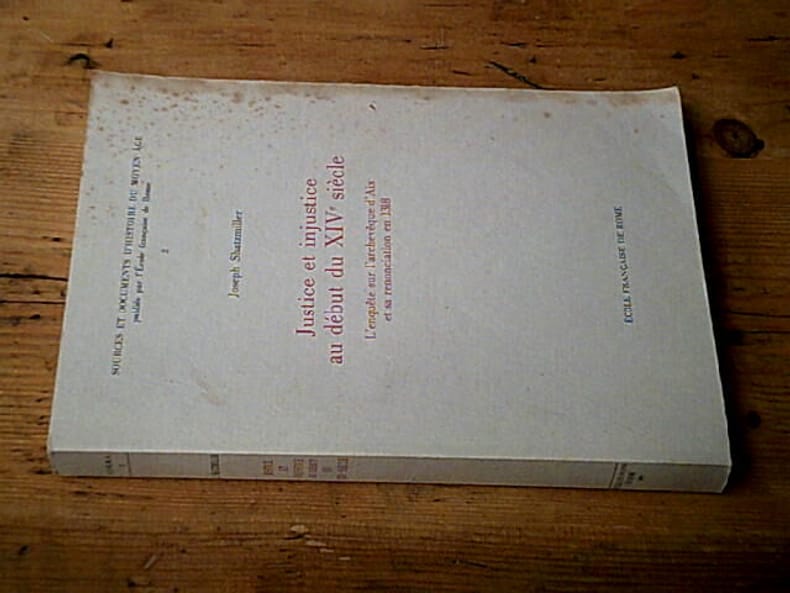 SOURCES ET DOCUMENTS D'HISTOIRE DU MOYEN ÂGE
publiés par l'École française de Rome
2
Joseph Shatzmiller
Justice et injustice
au début du XIVe siècle
L'enquête sur l'archevêque d'Aix
et sa renonciation en 1318
ÉCOLE FRANÇAISE DE ROME